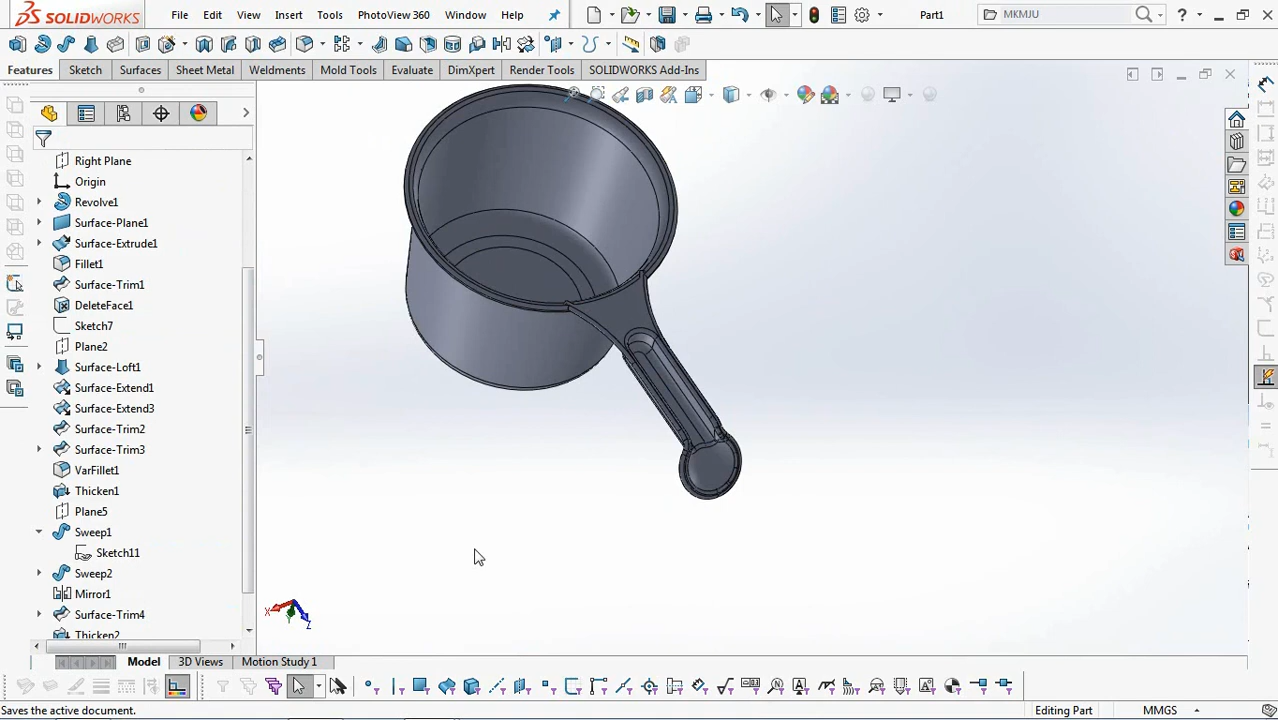 SOLIDWORKS File Edit View Insert Tools PhotoView 360 Window Help Part1 MKMJU ?
Features Sketch Surfaces Sheet Metal Weldments Mold Tools Evaluate DimXpert Render Tools SOLIDWORKS Add-Ins
Right Plane
Origin
Revolve1
Surface-Plane1
Surface-Extrude1
Fillet1
Surface-Trim1
DeleteFace1
Sketch7
Plane2
Surface-Loft1
Surface-Extend1
Surface-Extend3
Surface-Trim2
Surface-Trim3
VarFillet1
Thicken1
Plane5
Sweep1
Sketch11
Sweep2
Mirror1
Surface-Trim4
Thicken2
X Y Z
Model 3D Views Motion Study 1
Saves the active document. Editing Part MMGS